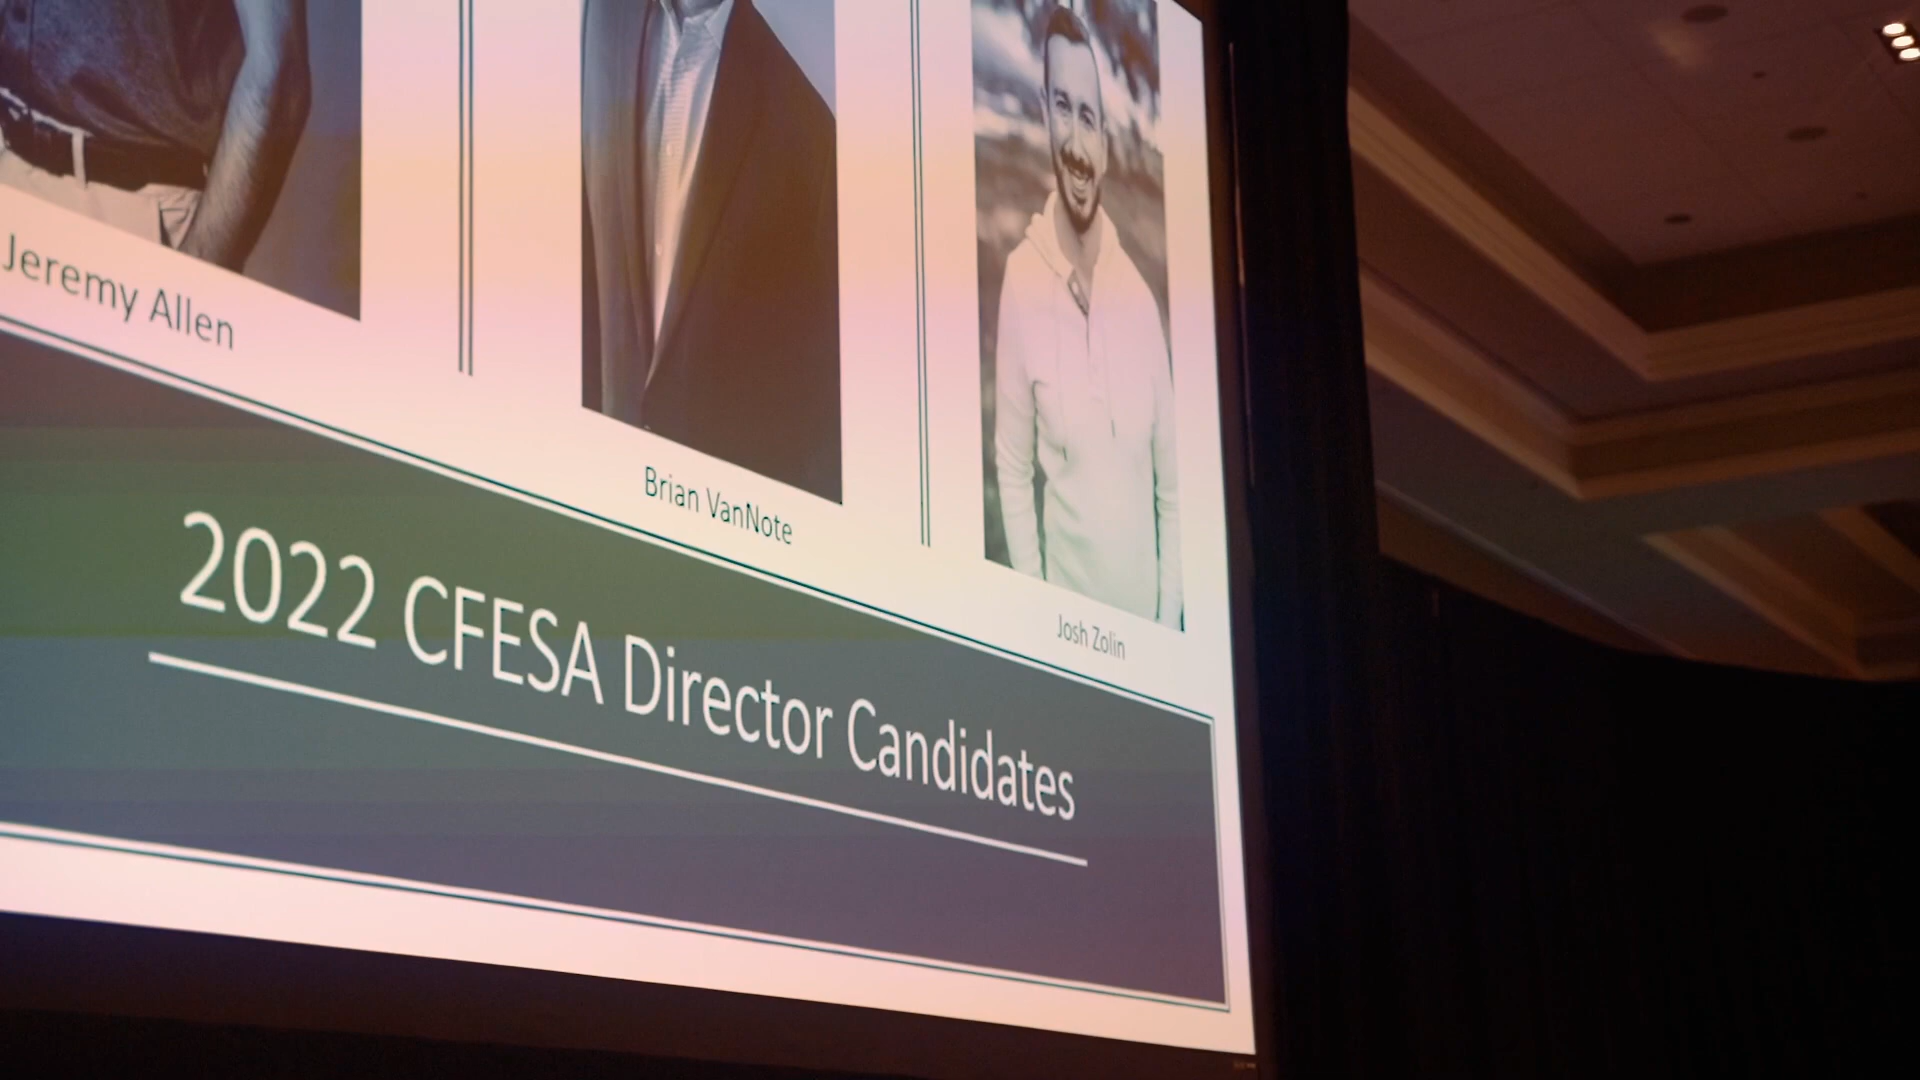 Jeremy Allen
Brian VanNote
Josh Zolin
2022 CFESA Director Candidates